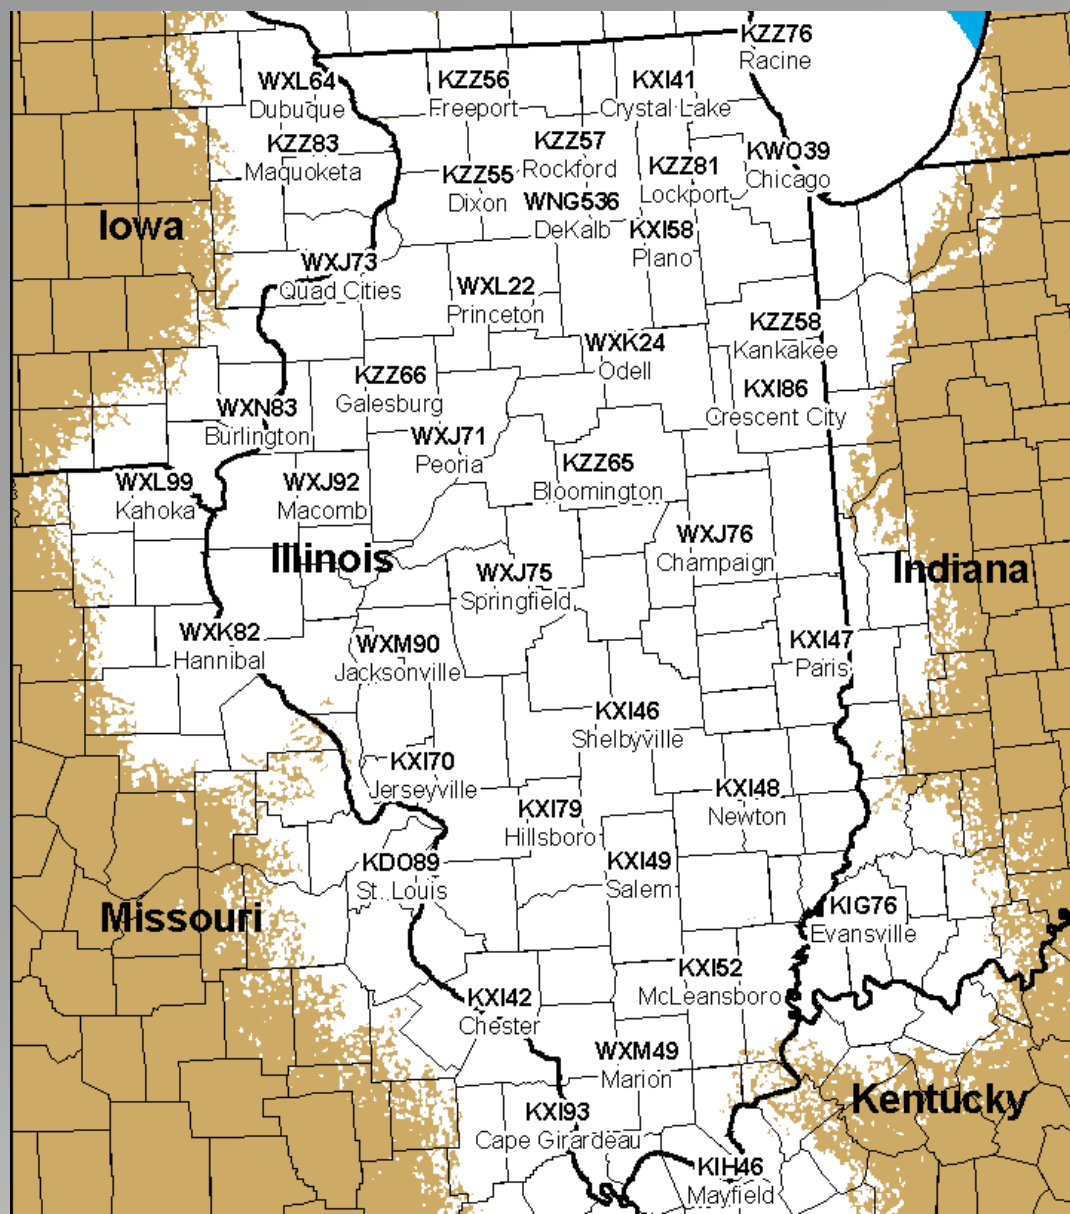 KZZ76
Racine
WXL64
Dubuque
KZZ56
Freeport
KXI41
Crystal Lake
KZZ83
Maquoketa
KZZ57
Rockford
KWO39
Chicago
KZZ81
Lockport
KZZ55
Dixon
WNG536
DeKalb
KXI58
Plano
Iowa
WXJ73
Quad Cities
WXL22
Princeton
KZZ58
Kankakee
WXK24
Odell
KZZ66
Galesburg
KXI86
Crescent City
WXN83
Burlington
WXJ71
Peoria
KZZ65
Bloomington
WXL99
Kahoka
WXJ92
Macomb
WXJ76
Champaign
Illinois
Indiana
WXJ75
Springfield
WXK82
Hannibal
WXM90
Jacksonville
KXI47
Paris
KXI46
Shelbyville
KXI70
Jerseyville
KXI48
Newton
KXI79
Hillsboro
KDO89
St. Louis
KXI49
Salem
Missouri
KIG76
Evansville
KXI52
McLeansboro
KXI42
Chester
WXM49
Marion
Kentucky
KXI93
Cape Girardeau
KIH46
Mayfield